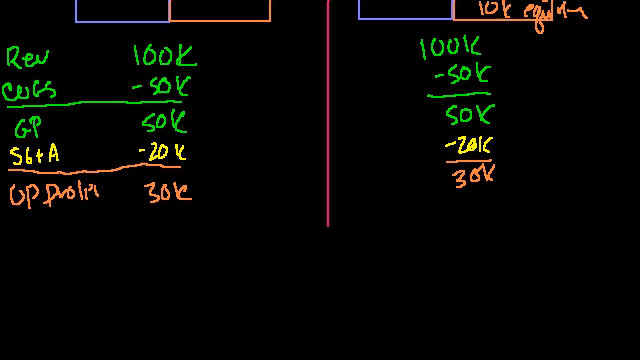 10k equity
Rev 100K
COGS -50K
GP 50K
SG+A -20K
OP Profit 30K
100K
-50K
50K
-20K
30K